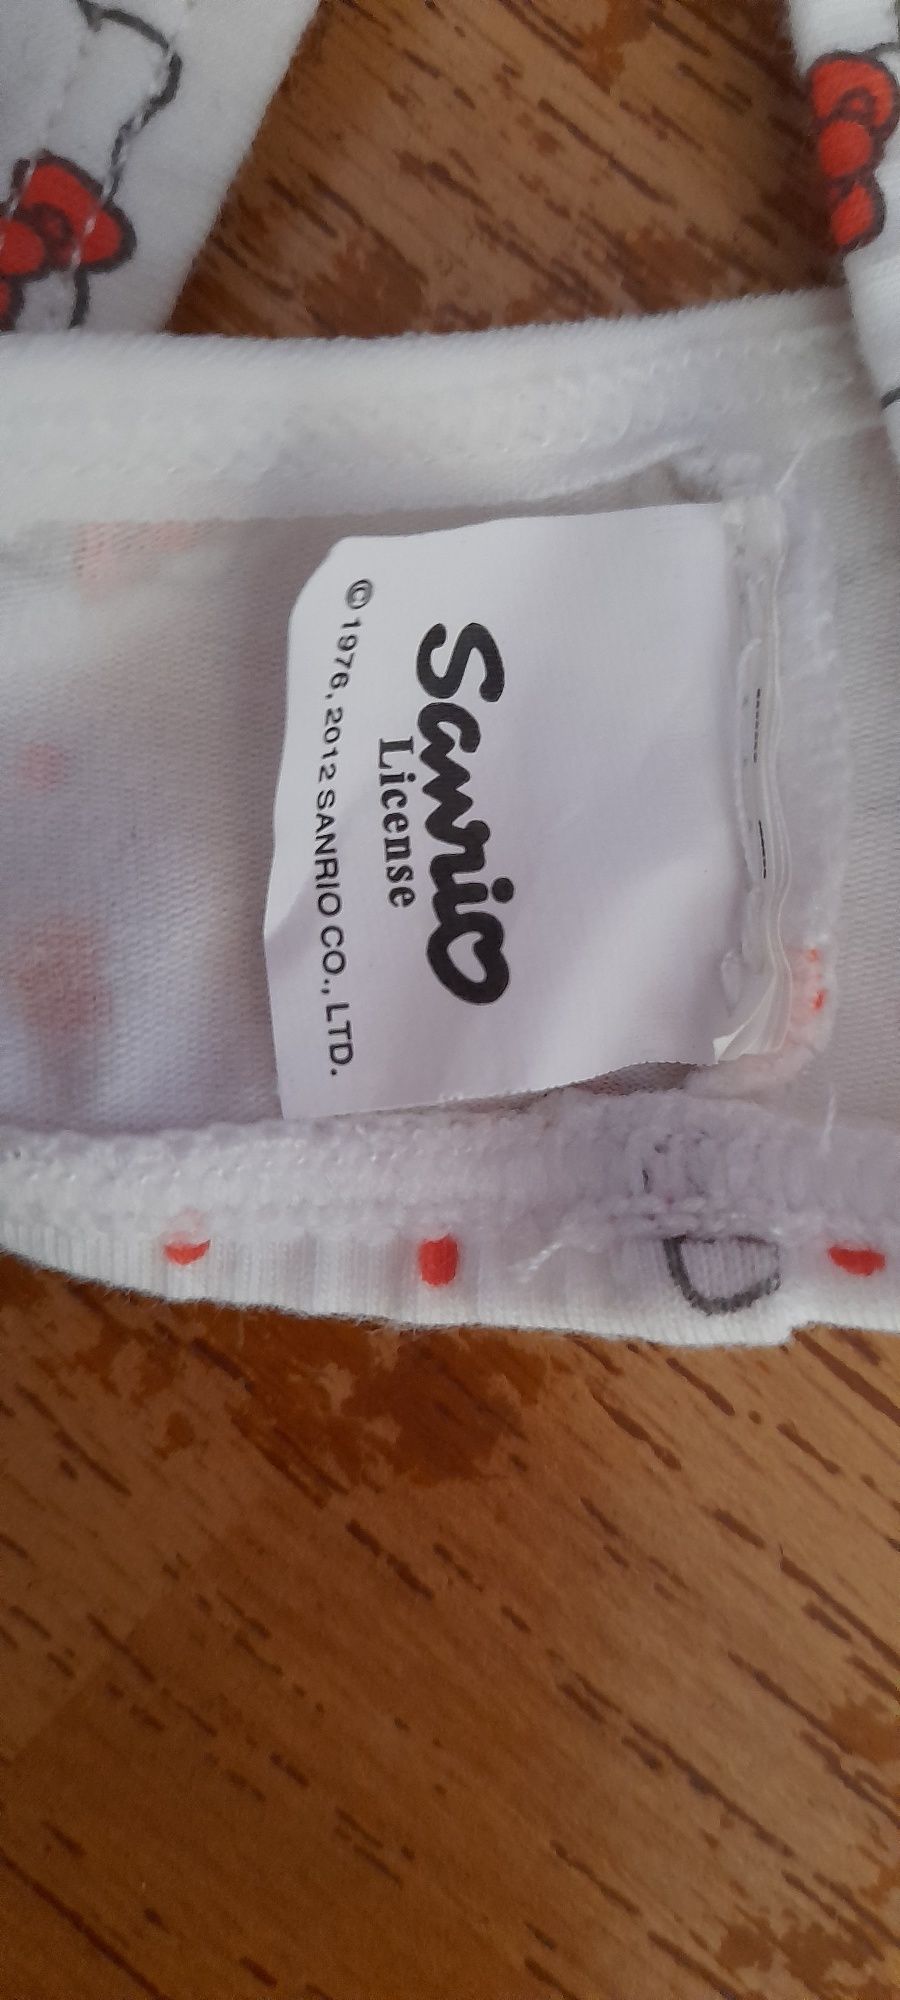 Sanrio
License
© 1976, 2012 SANRIO CO., LTD.